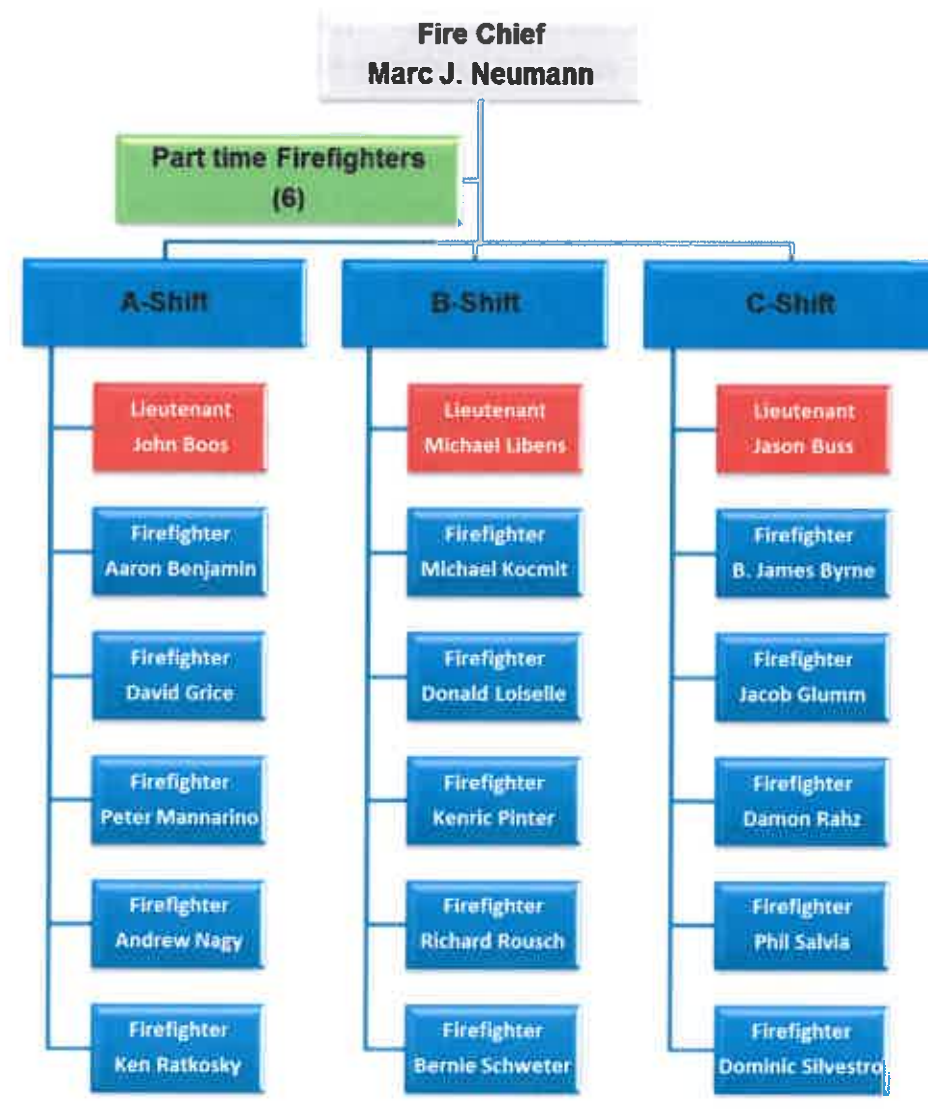 Fire Chief
Marc J. Neumann
Part time Firefighters
(6)
A-Shift
Lieutenant
John Boos
Firefighter
Aaron Benjamin
Firefighter
David Grice
Firefighter
Peter Mannarino
Firefighter
Andrew Nagy
Firefighter
Ken Ratkosky
B-Shift
Lieutenant
Michael Libens
Firefighter
Michael Kocmit
Firefighter
Donald Loiselle
Firefighter
Kenric Pinter
Firefighter
Richard Rousch
Firefighter
Bernie Schweter
C-Shift
Lieutenant
Jason Buss
Firefighter
B. James Byrne
Firefighter
Jacob Glumm
Firefighter
Damon Rahz
Firefighter
Phil Salvia
Firefighter
Dominic Silvestro